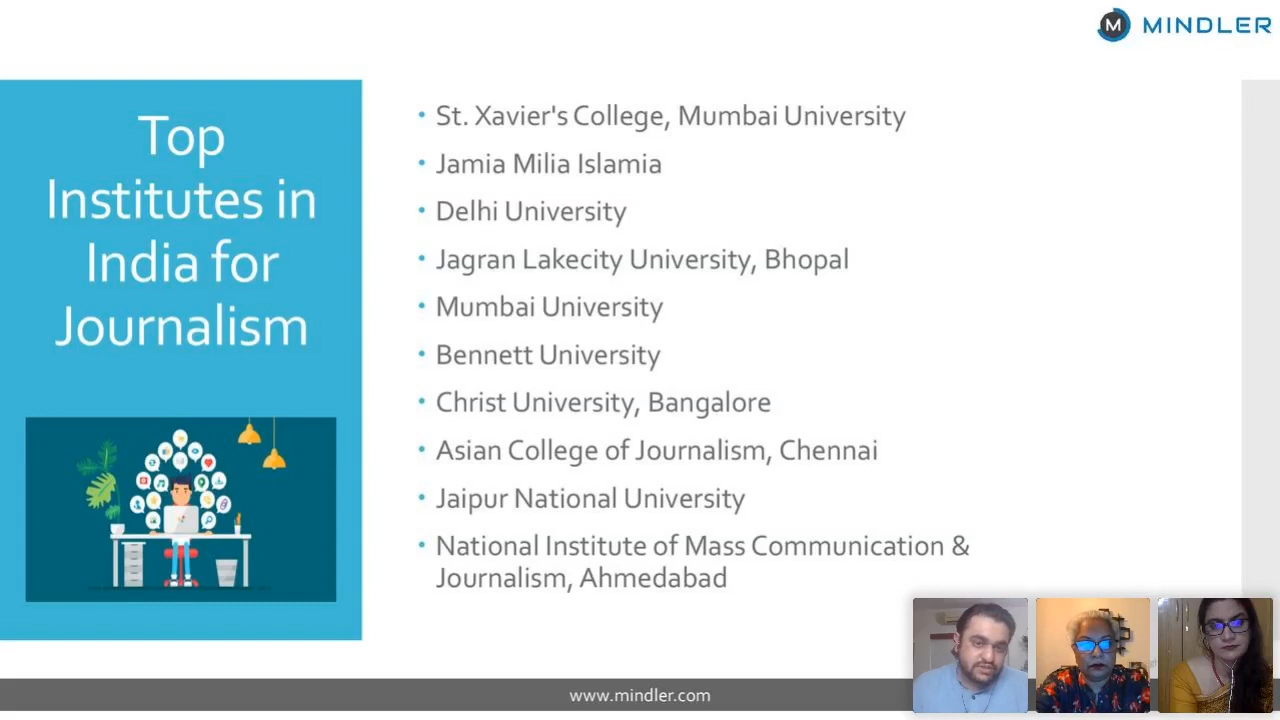 MINDLER
Top
Institutes in
India for
Journalism
• St. Xavier's College, Mumbai University
• Jamia Milia Islamia
• Delhi University
• Jagran Lakecity University, Bhopal
• Mumbai University
• Bennett University
• Christ University, Bangalore
• Asian College of Journalism, Chennai
• Jaipur National University
• National Institute of Mass Communication &
Journalism, Ahmedabad
www.mindler.com